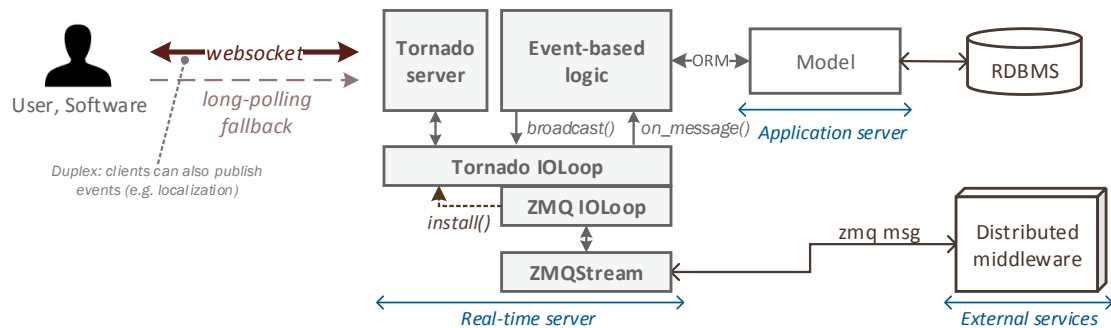 User, Software
websocket
long-polling
fallback
Duplex: clients can also publish
events (e.g. localization)
Tornado
server
Event-based
logic
ORM
Model
RDBMS
Application server
broadcast()
on_message()
Tornado IOLoop
install()
ZMQ IOLoop
ZMQStream
zmq msg
Distributed
middleware
Real-time server
External services